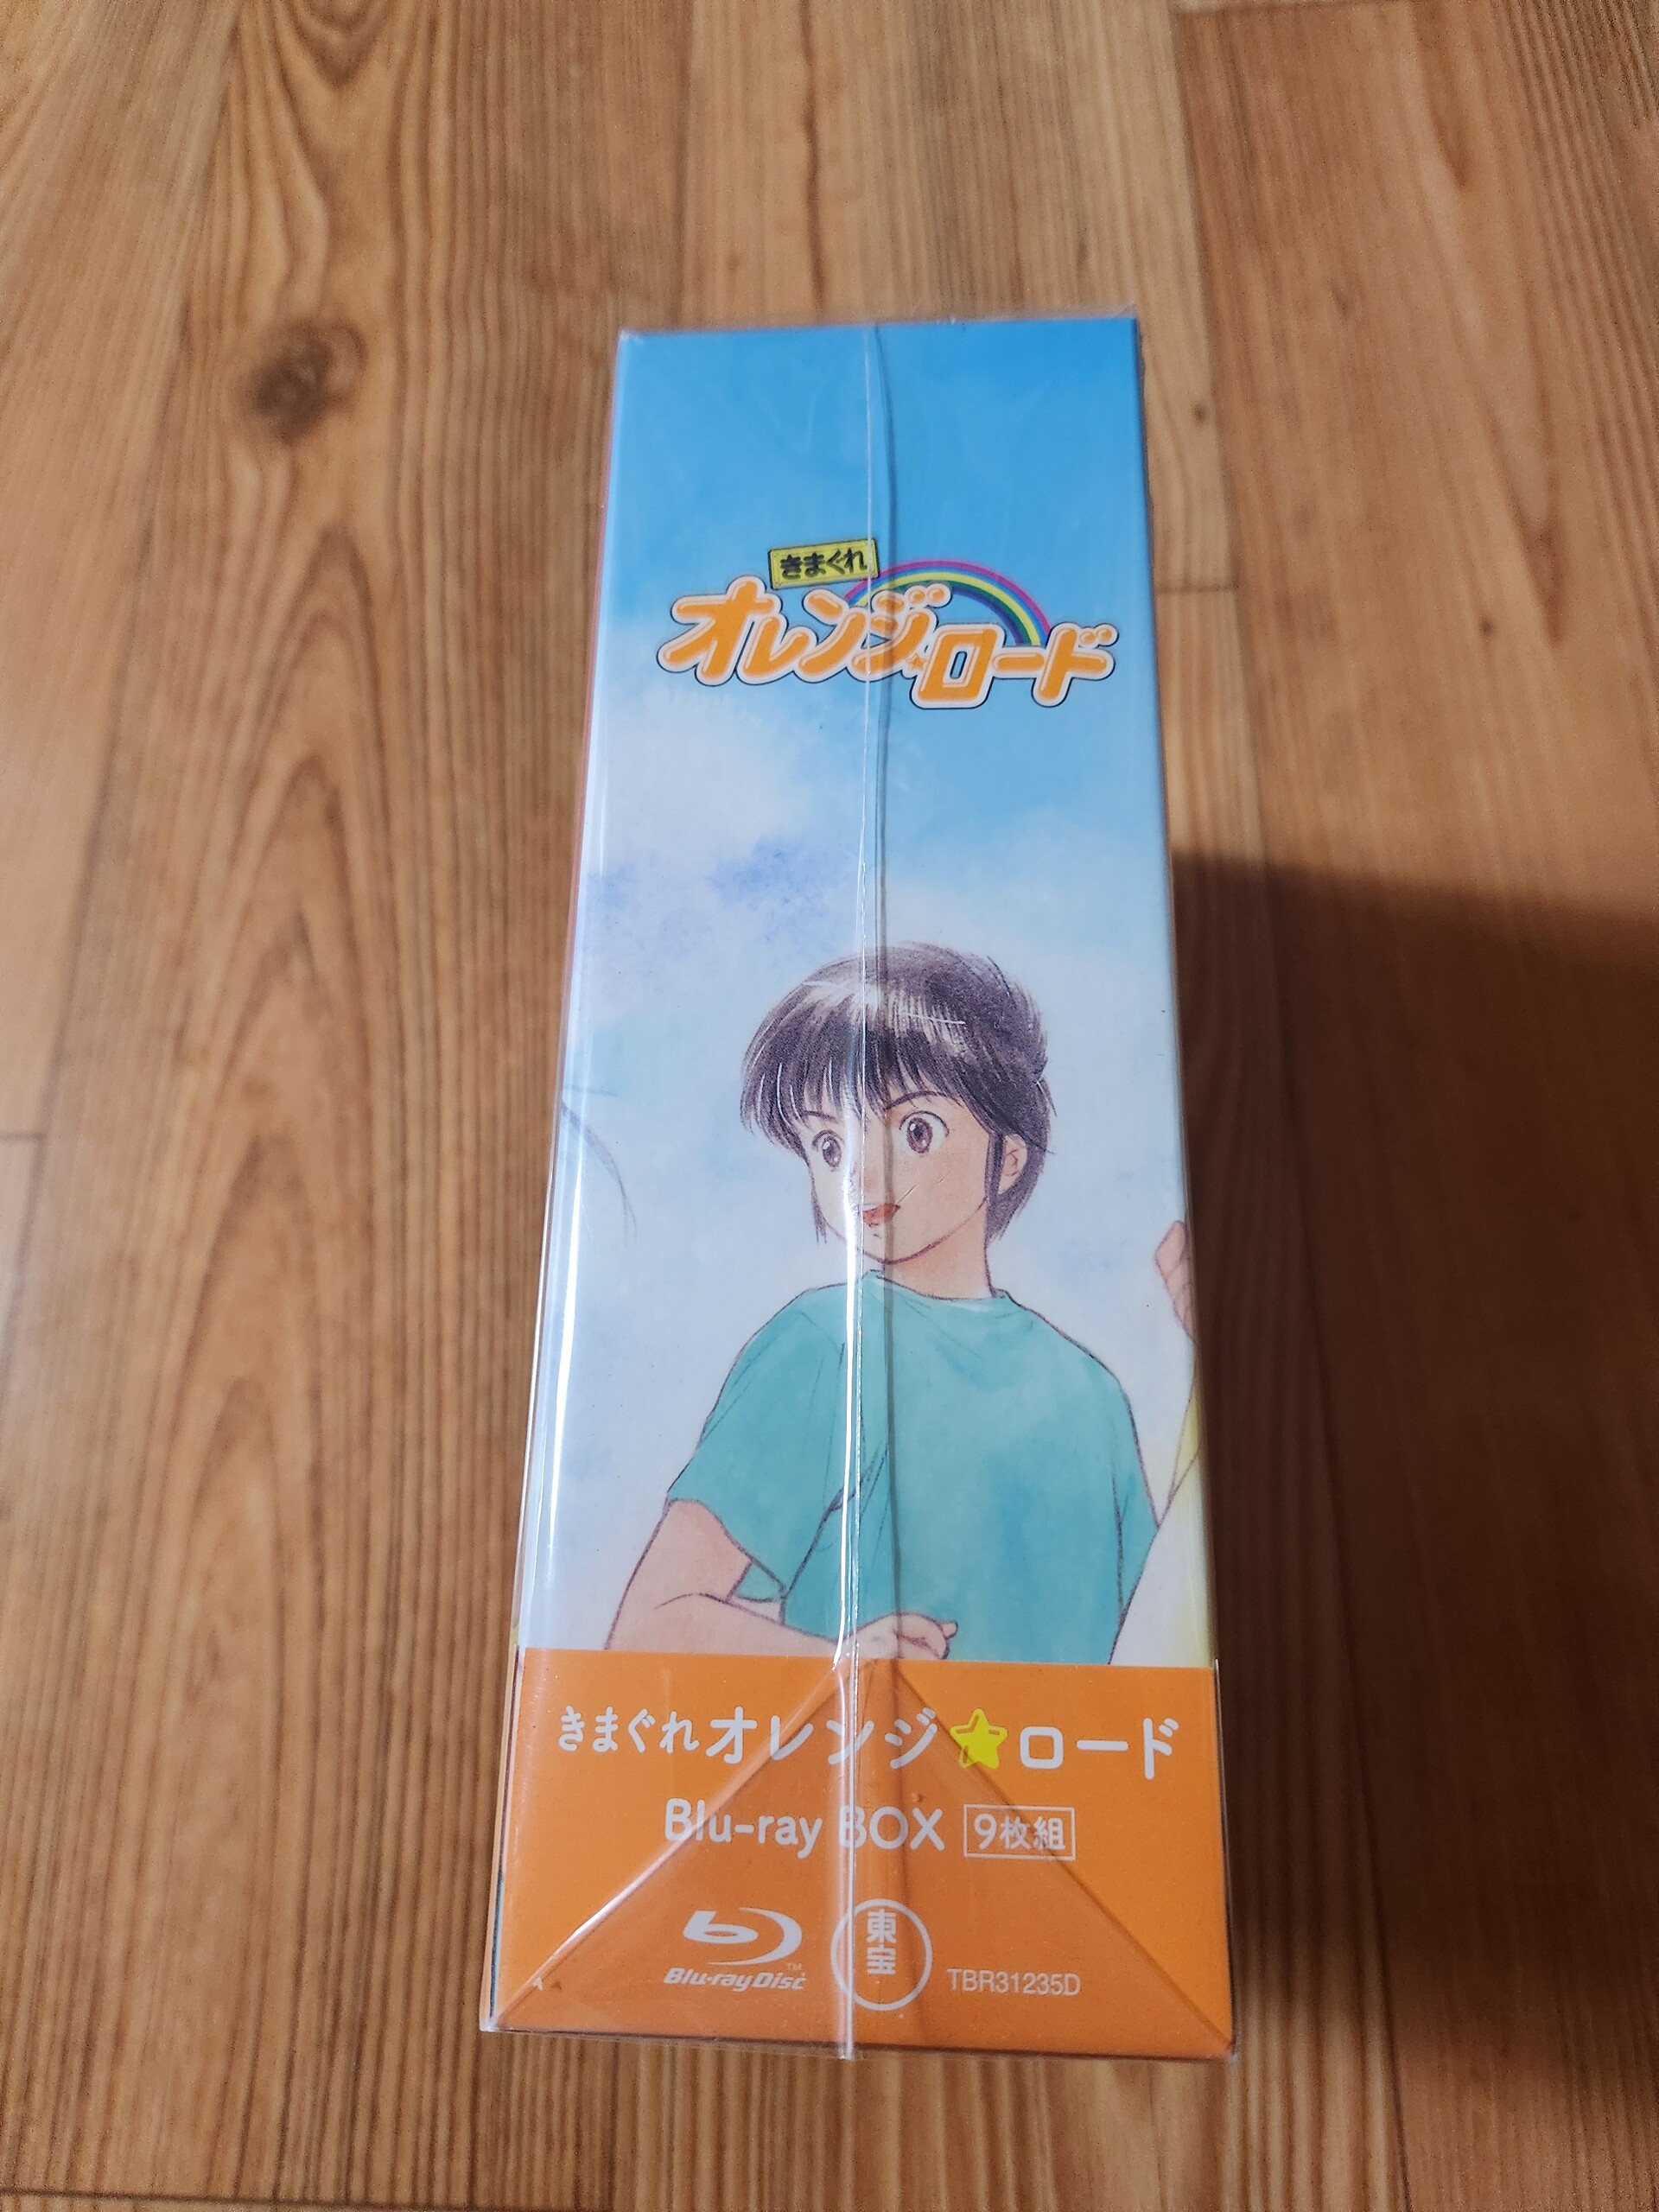 きまぐれ
オレンジ☆ロード
きまぐれオレンジ☆ロード
Blu-ray BOX 9枚組
Blu-ray Disc™
東宝
TBR31235D